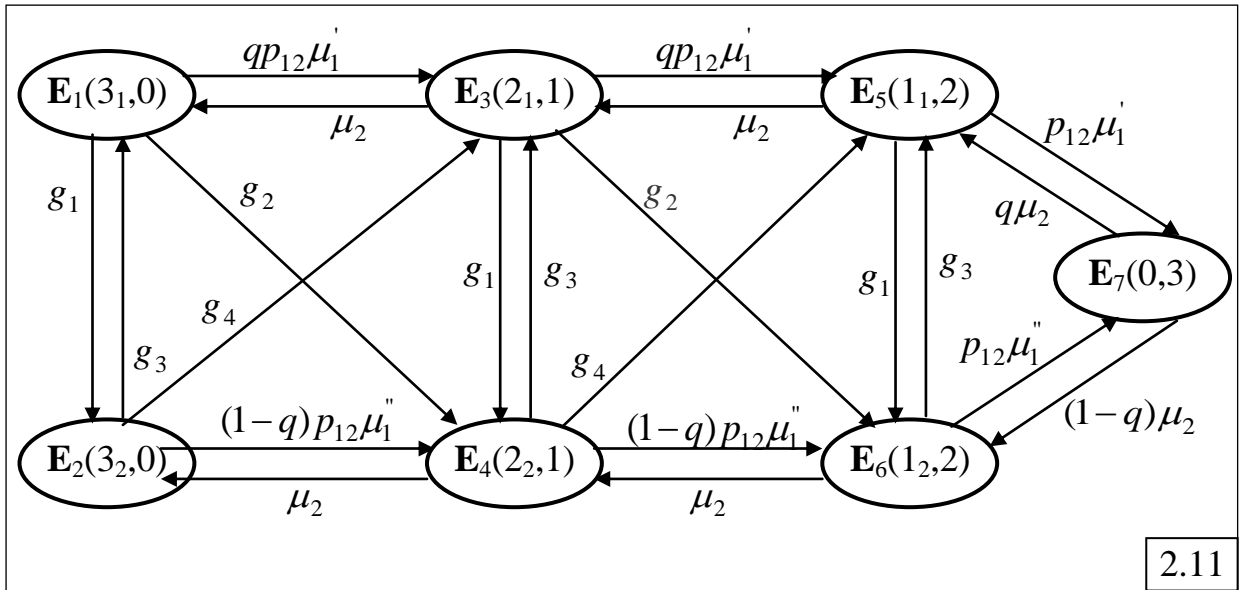 qp₁₂μ₁' qp₁₂μ₁'
E₁(3₁,0) E₃(2₁,1) E₅(1₁,2)
μ₂ μ₂ p₁₂μ₁'
g₁ g₂ g₂
qμ₂
g₁ g₃ g₁ g₃ E₇(0,3)
g₄
g₃ g₄ p₁₂μ₁"
(1−q)p₁₂μ₁" (1−q)p₁₂μ₁" (1−q)μ₂
E₂(3₂,0) E₄(2₂,1) E₆(1₂,2)
μ₂ μ₂
2.11